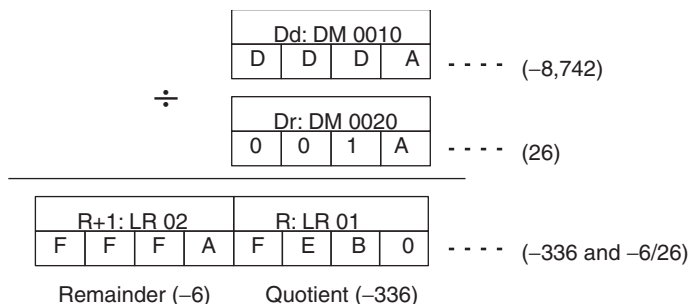 Dd: DM 0010
D D D A - - - - (–8,742)
÷
Dr: DM 0020
0 0 1 A - - - - (26)
R+1: LR 02 R: LR 01
F F F A F E B 0 - - - - (–336 and –6/26)
Remainder (–6) Quotient (–336)